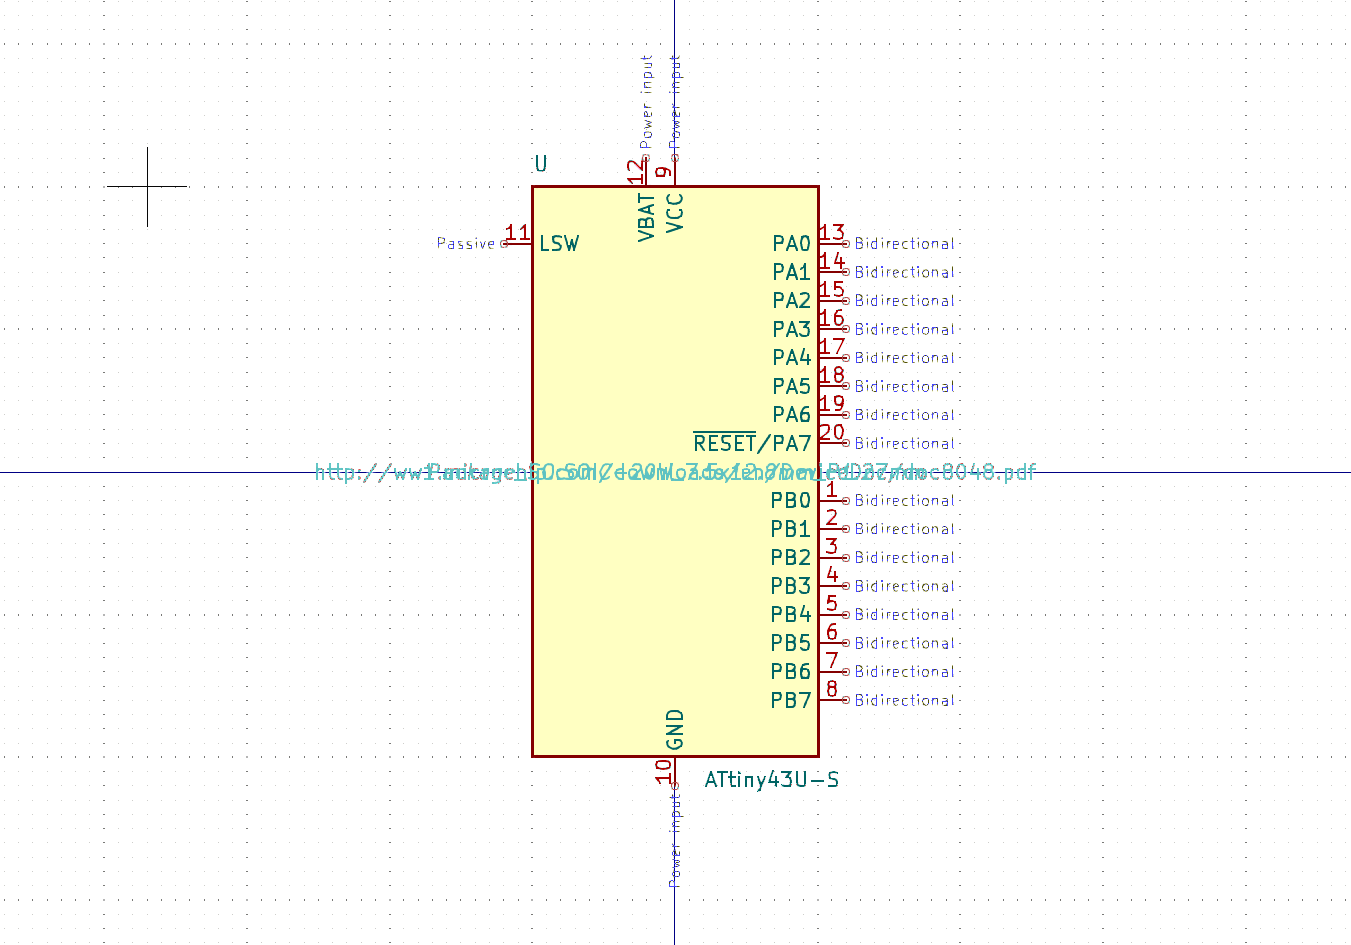 Power input
Power input
U
12
9
VBAT
VCC
Passive 11 LSW
PA0 13 Bidirectional
PA1 14 Bidirectional
PA2 15 Bidirectional
PA3 16 Bidirectional
PA4 17 Bidirectional
PA5 18 Bidirectional
PA6 19 Bidirectional
RESET/PA7 20 Bidirectional
PB0 1 Bidirectional
PB1 2 Bidirectional
PB2 3 Bidirectional
PB3 4 Bidirectional
PB4 5 Bidirectional
PB5 6 Bidirectional
PB6 7 Bidirectional
PB7 8 Bidirectional
GND
10
ATtiny43U-S
Power input